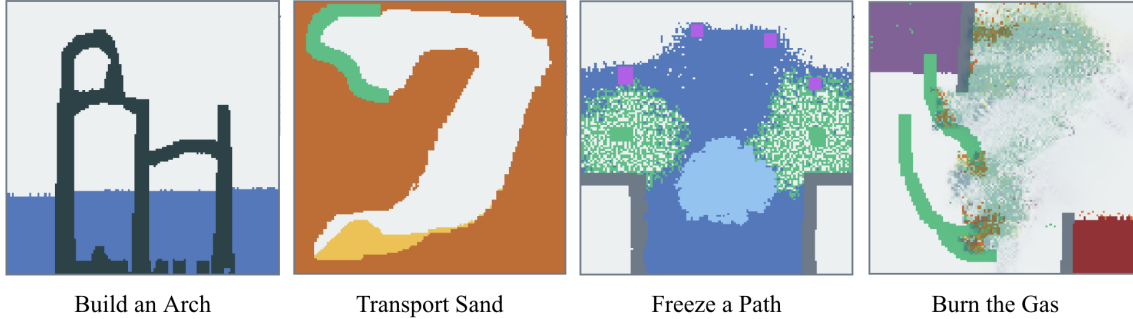 Build an Arch
Transport Sand
Freeze a Path
Burn the Gas